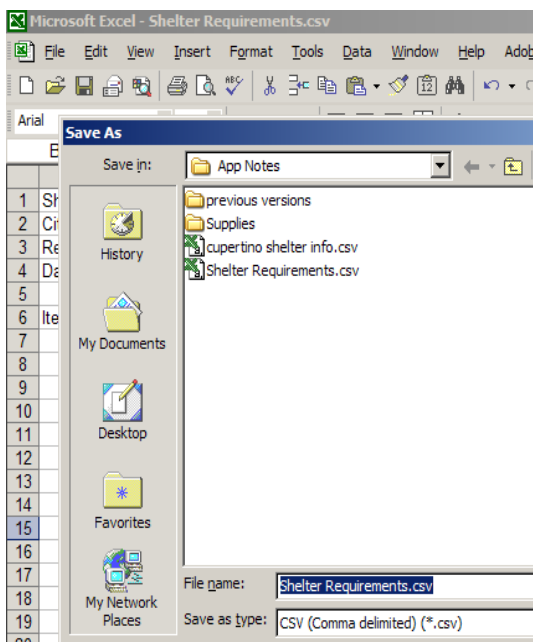 Microsoft Excel - Shelter Requirements.csv
File Edit View Insert Format Tools Data Window Help
ABC 12
Arial
Save As
Save in: App Notes
1
2
3
4
5
6
7
8
9
10
11
12
13
14
15
16
17
18
19
History
My Documents
Desktop
Favorites
My Network
Places
previous versions
Supplies
cupertino shelter info.csv
Shelter Requirements.csv
File name: Shelter Requirements.csv
Save as type: CSV (Comma delimited) (*.csv)